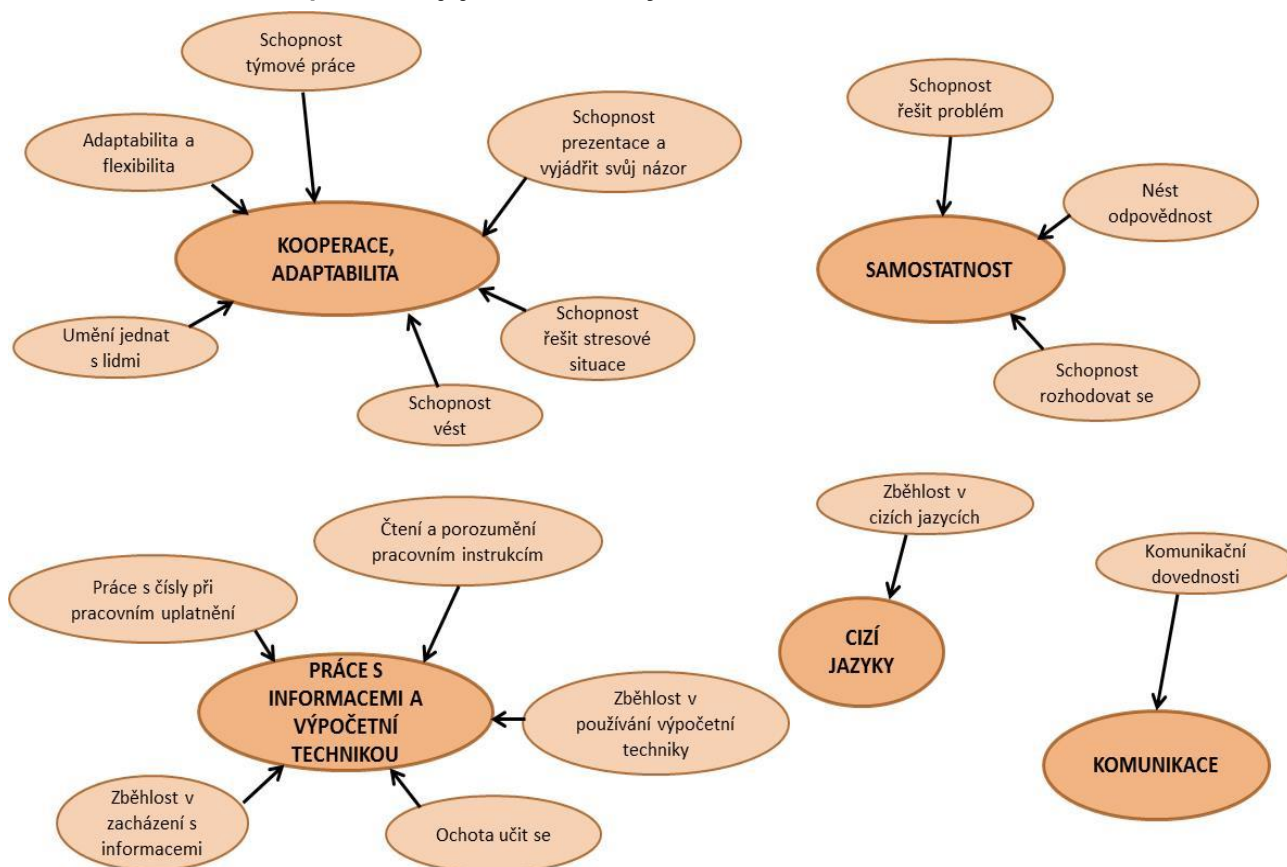 Schopnost
týmové práce
Adaptabilita a
flexibilita
Schopnost
prezentace a
vyjádřit svůj názor
KOOPERACE,
ADAPTABILITA
Umění jednat
s lidmi
Schopnost
řešit stresové
situace
Schopnost
vést
Schopnost
řešit problém
Nést
odpovědnost
SAMOSTATNOST
Schopnost
rozhodovat se
Čtení a porozumění
pracovním instrukcím
Práce s čísly při
pracovním uplatnění
PRÁCE S
INFORMACEMI A
VÝPOČETNÍ
TECHNIKOU
Zběhlost v
používání výpočetní
techniky
Zběhlost v
zacházení s
informacemi
Ochota učit se
Zběhlost v
cizích jazycích
CIZÍ
JAZYKY
Komunikační
dovednosti
KOMUNIKACE